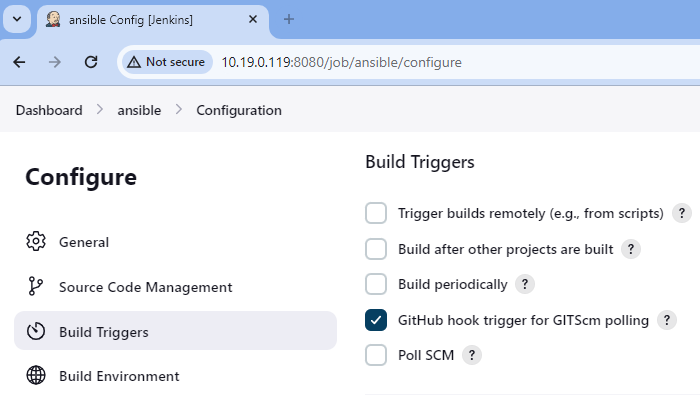 ansible Config [Jenkins]
Not secure 10.19.0.119:8080/job/ansible/configure
Dashboard > ansible > Configuration
Configure
General
Source Code Management
Build Triggers
Build Environment
Build Triggers
Trigger builds remotely (e.g., from scripts) ?
Build after other projects are built ?
Build periodically ?
GitHub hook trigger for GITScm polling ?
Poll SCM ?